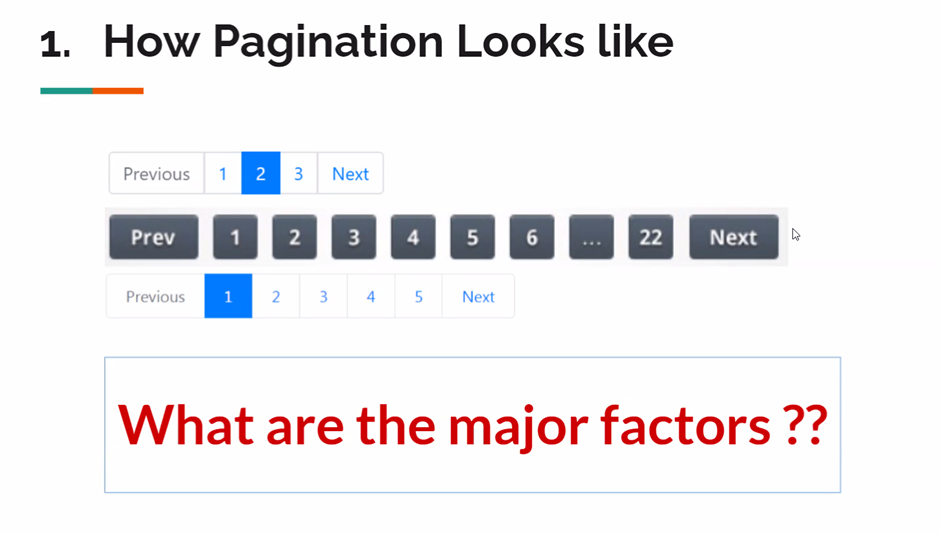 1. How Pagination Looks like
Previous 1 2 3 Next
Prev 1 2 3 4 5 6 ... 22 Next
Previous 1 2 3 4 5 Next
What are the major factors ??